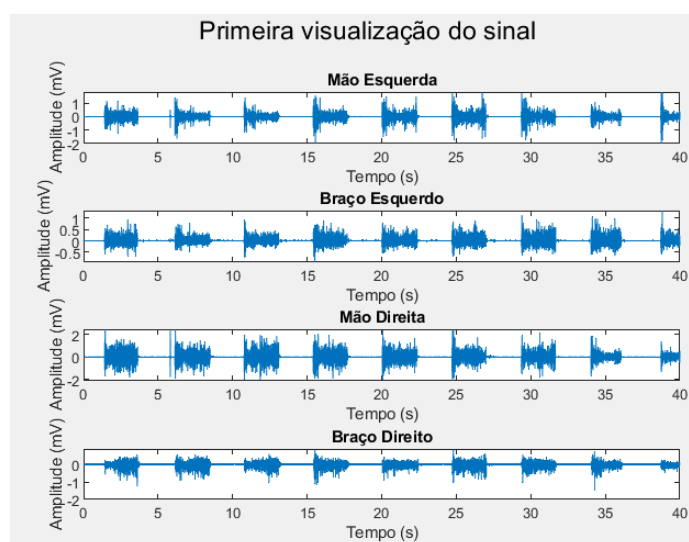 Primeira visualização do sinal
Mão Esquerda
Amplitude (mV)
1
0
-1
-2
0 5 10 15 20 25 30 35 40
Tempo (s)
Braço Esquerdo
Amplitude (mV)
1
0.5
0
-0.5
0 5 10 15 20 25 30 35 40
Tempo (s)
Mão Direita
Amplitude (mV)
2
0
-2
0 5 10 15 20 25 30 35 40
Tempo (s)
Braço Direito
Amplitude (mV)
0
-1
-2
0 5 10 15 20 25 30 35 40
Tempo (s)